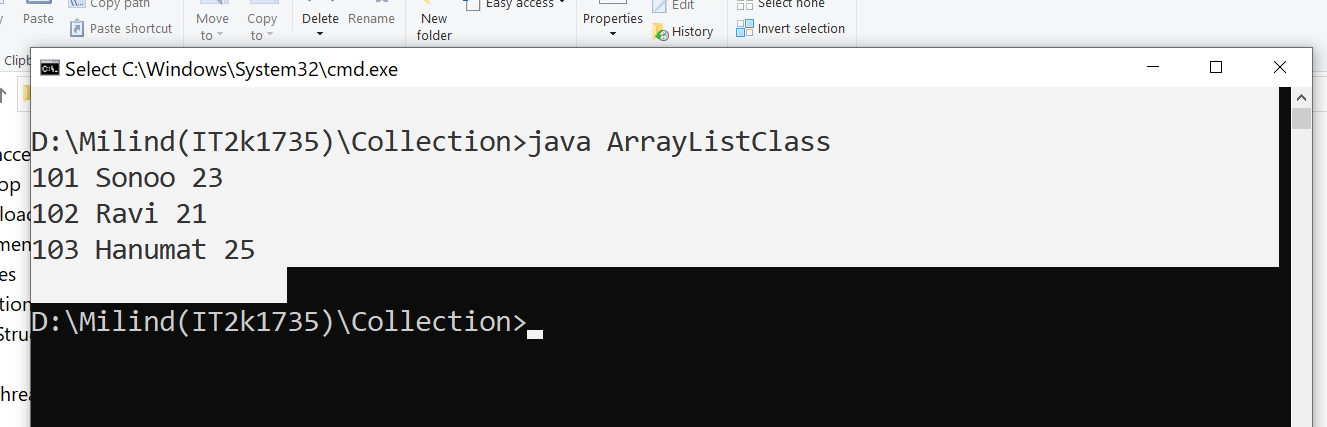 Copy path
Easy access
Edit
Select none
Paste
Paste shortcut
Move
to
Copy
to
Delete
Rename
New
folder
Properties
History
Invert selection
Select C:\Windows\System32\cmd.exe
D:\Milind(IT2k1735)\Collection>java ArrayListClass
101 Sonoo 23
102 Ravi 21
103 Hanumat 25
D:\Milind(IT2k1735)\Collection>